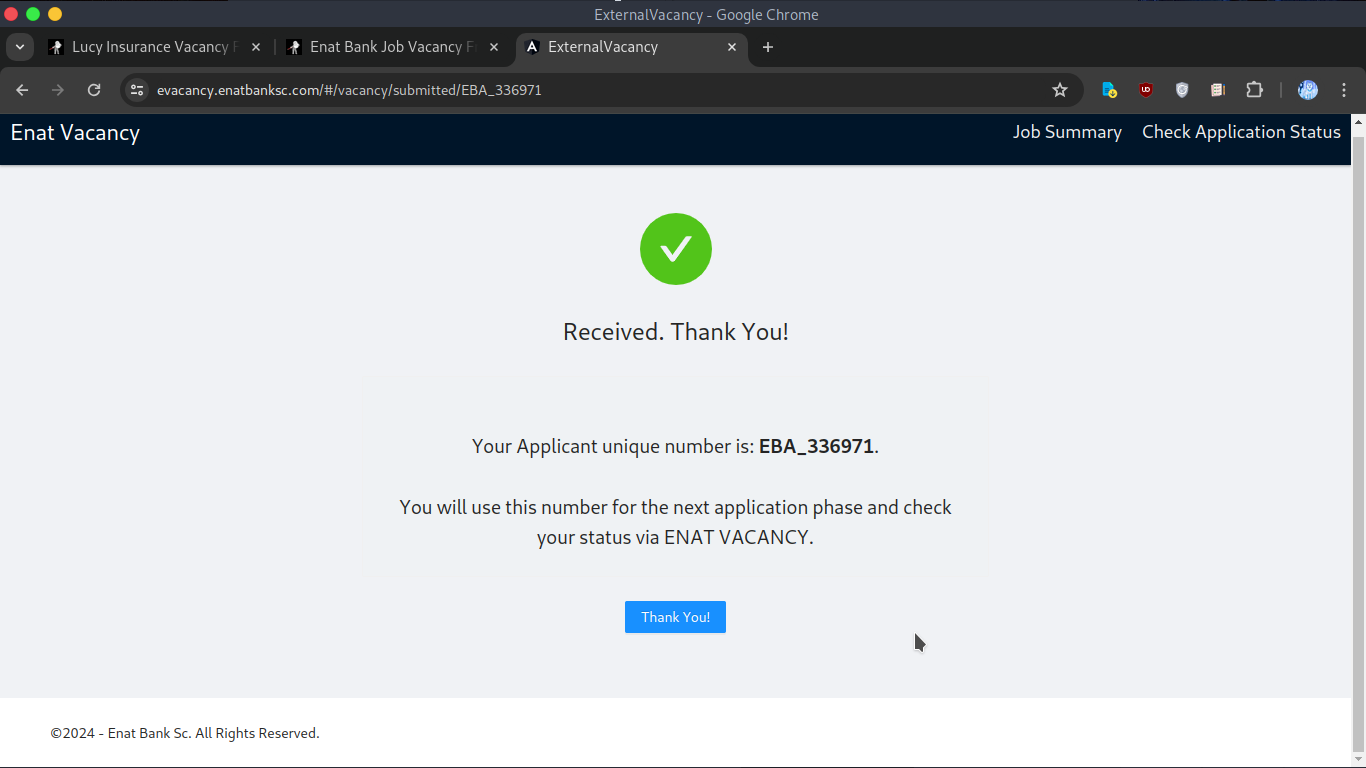 ExternalVacancy - Google Chrome
Lucy Insurance Vacancy
Enat Bank Job Vacancy
ExternalVacancy
evacancy.enatbanksc.com/#/vacancy/submitted/EBA_336971
Enat Vacancy
Job Summary
Check Application Status
Received. Thank You!
Your Applicant unique number is: EBA_336971.
You will use this number for the next application phase and check
your status via ENAT VACANCY.
Thank You!
©2024 - Enat Bank Sc. All Rights Reserved.